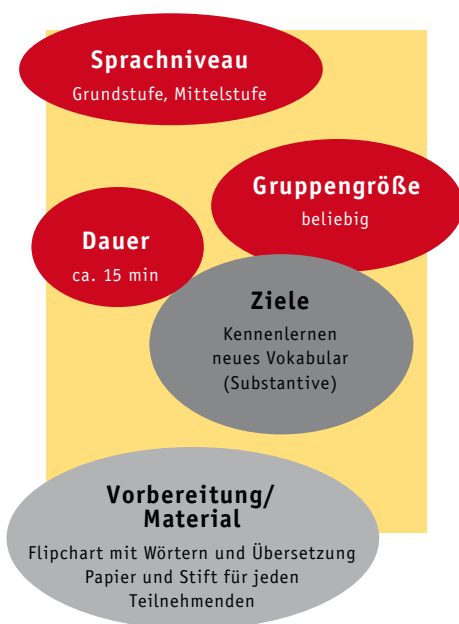 Sprachniveau
Grundstufe, Mittelstufe
Gruppengröße
beliebig
Dauer
ca. 15 min
Ziele
Kennenlernen
neues Vokabular
(Substantive)
Vorbereitung/
Material
Flipchart mit Wörtern und Übersetzung
Papier und Stift für jeden
Teilnehmenden